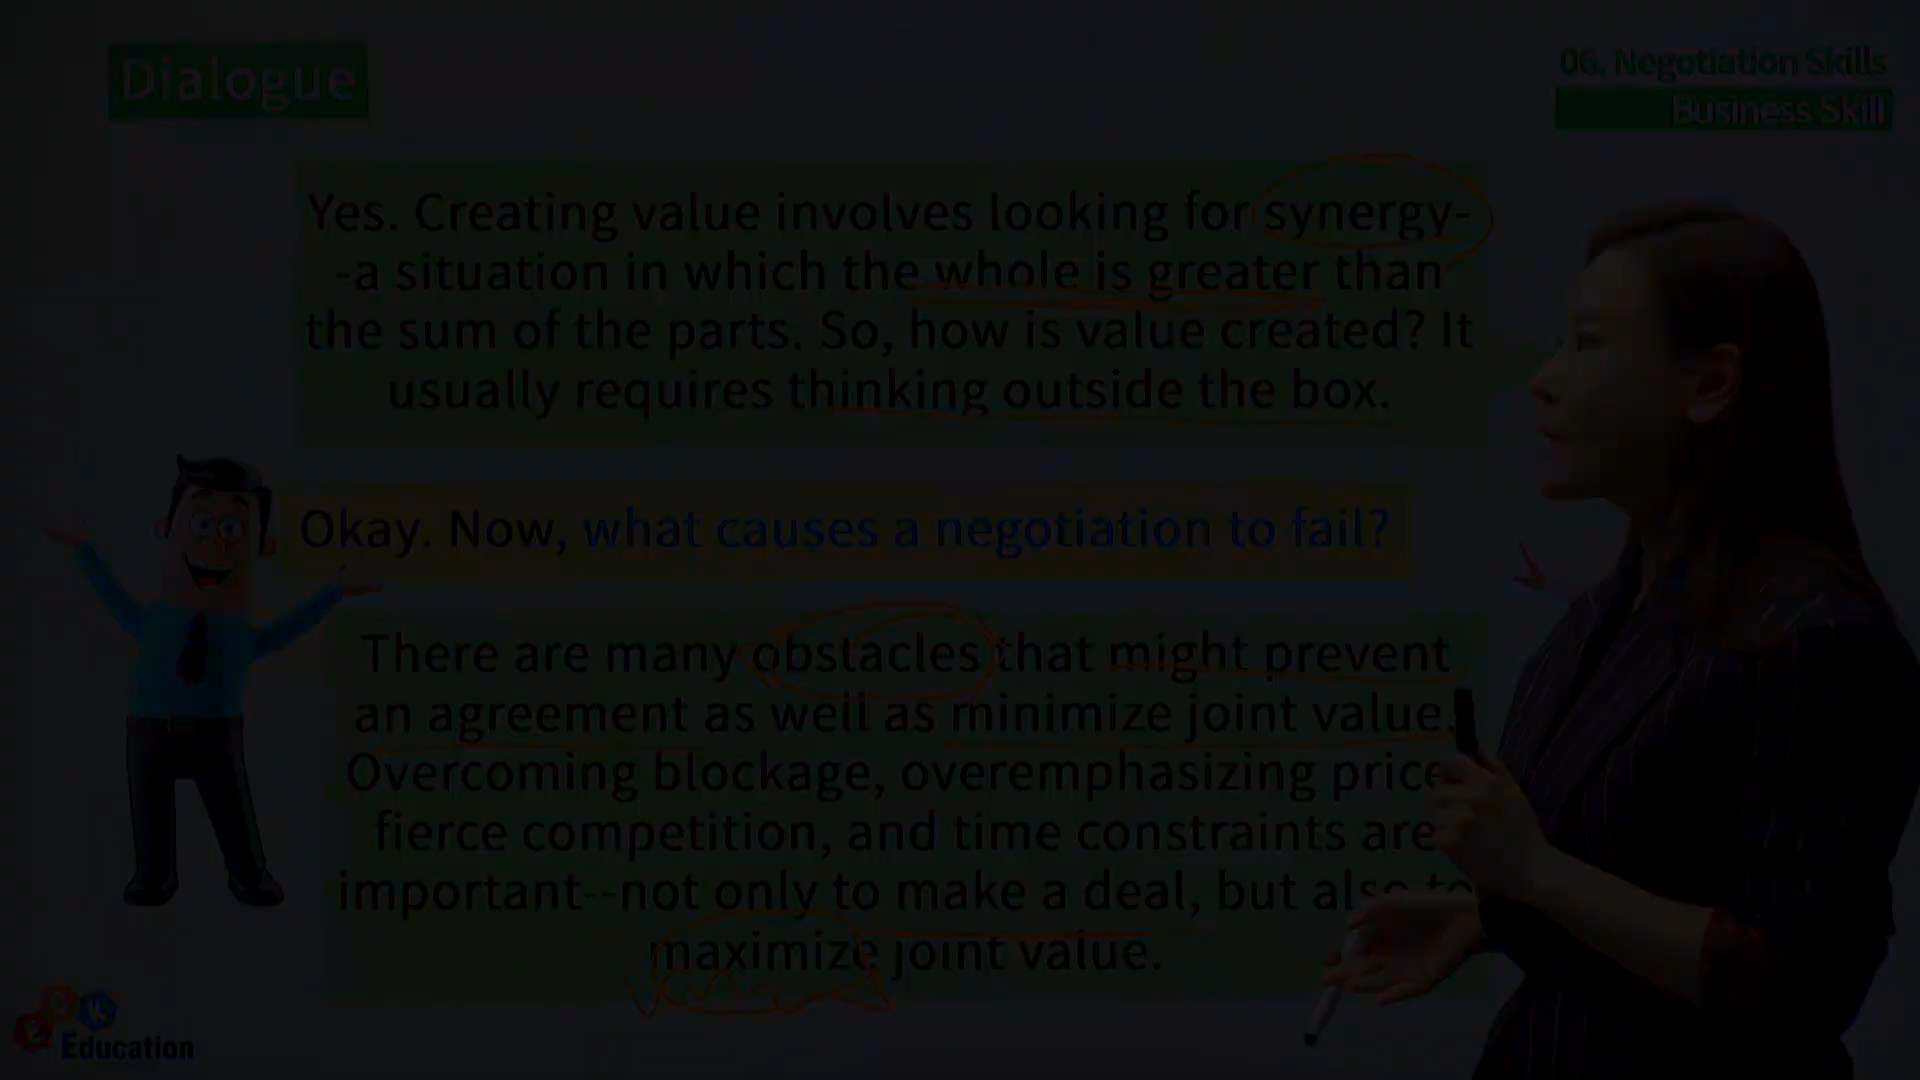 Dialogue
06. Negotiation Skills
Business Skill
Yes. Creating value involves looking for synergy-
-a situation in which the whole is greater than
the sum of the parts. So, how is value created? It
usually requires thinking outside the box.
Okay. Now, what causes a negotiation to fail?
There are many obstacles that might prevent
an agreement as well as minimize joint value.
Overcoming blockage, overemphasizing price
fierce competition, and time constraints are
important--not only to make a deal, but also to
maximize joint value.
ECK
Education